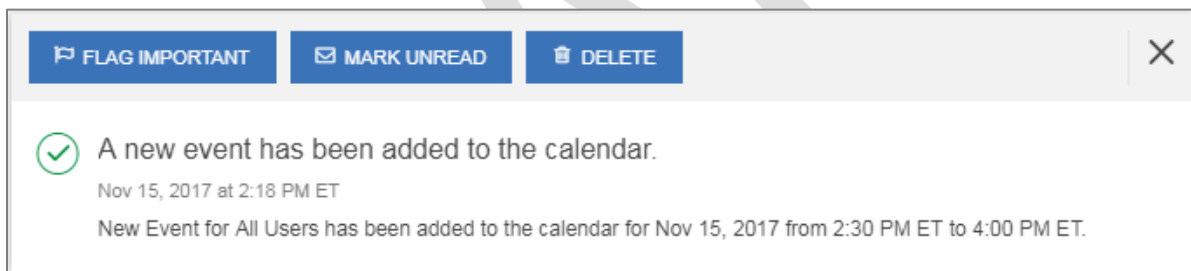 FLAG IMPORTANT MARK UNREAD DELETE
A new event has been added to the calendar.
Nov 15, 2017 at 2:18 PM ET
New Event for All Users has been added to the calendar for Nov 15, 2017 from 2:30 PM ET to 4:00 PM ET.